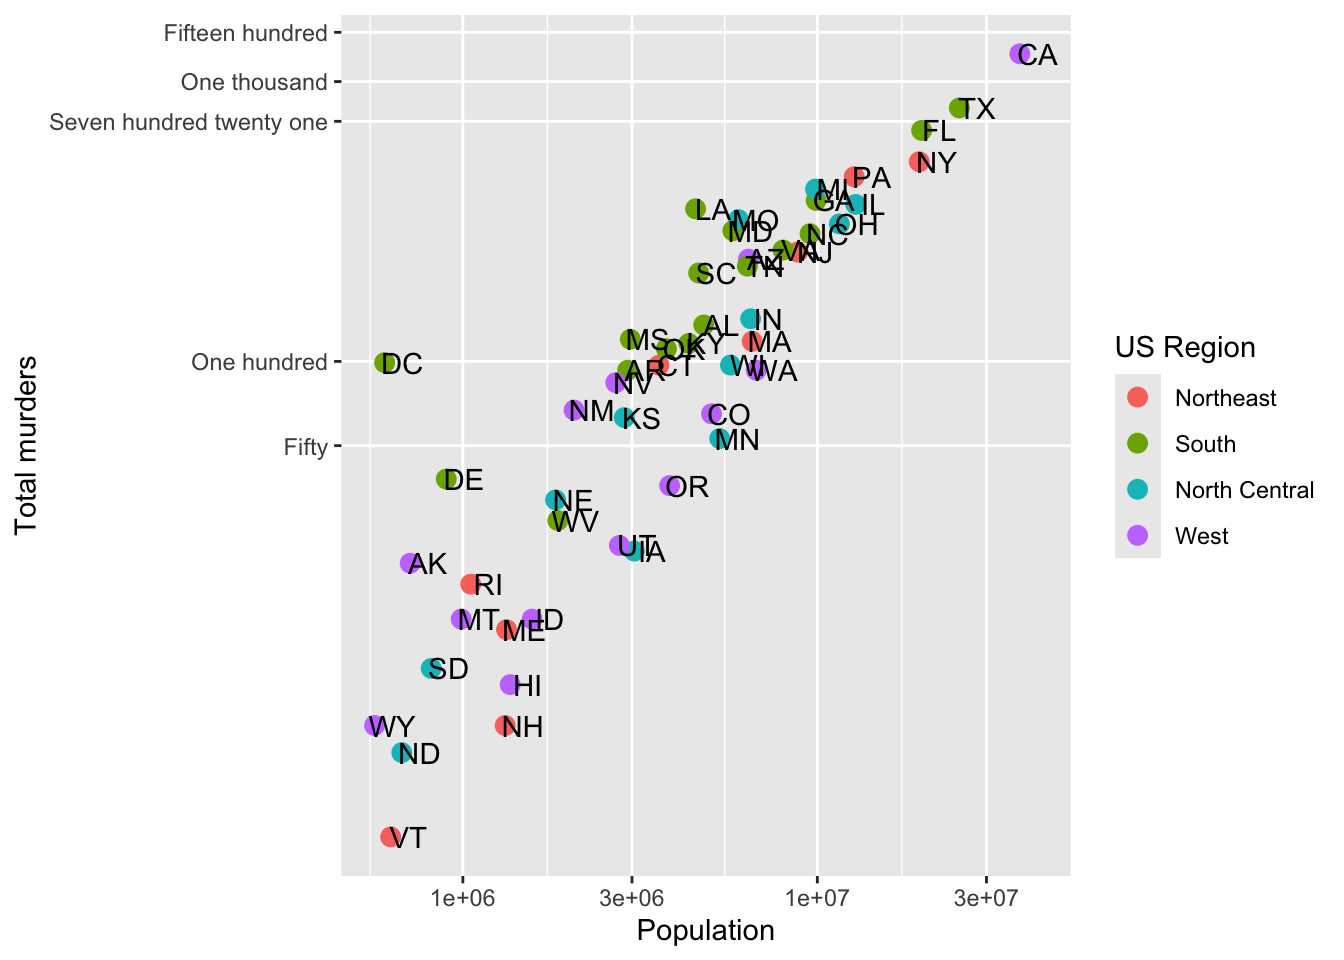 Fifteen hundred
CA
One thousand
TX
Seven hundred twenty one
FL
NY
PA
MI
GA
IL
LA
MO
OH
MD
NC
VA
NJ
AZ
TN
SC
IN
AL
MS
KY
MA
OK
One hundred
DC
AR
CT
WI
WA
NV
NM
KS
CO
MN
Fifty
DE
OR
NE
WV
UT
IA
AK
RI
MT
ID
ME
SD
HI
WY
NH
ND
VT
Total murders
1e+06
3e+06
1e+07
3e+07
Population
US Region
Northeast
South
North Central
West